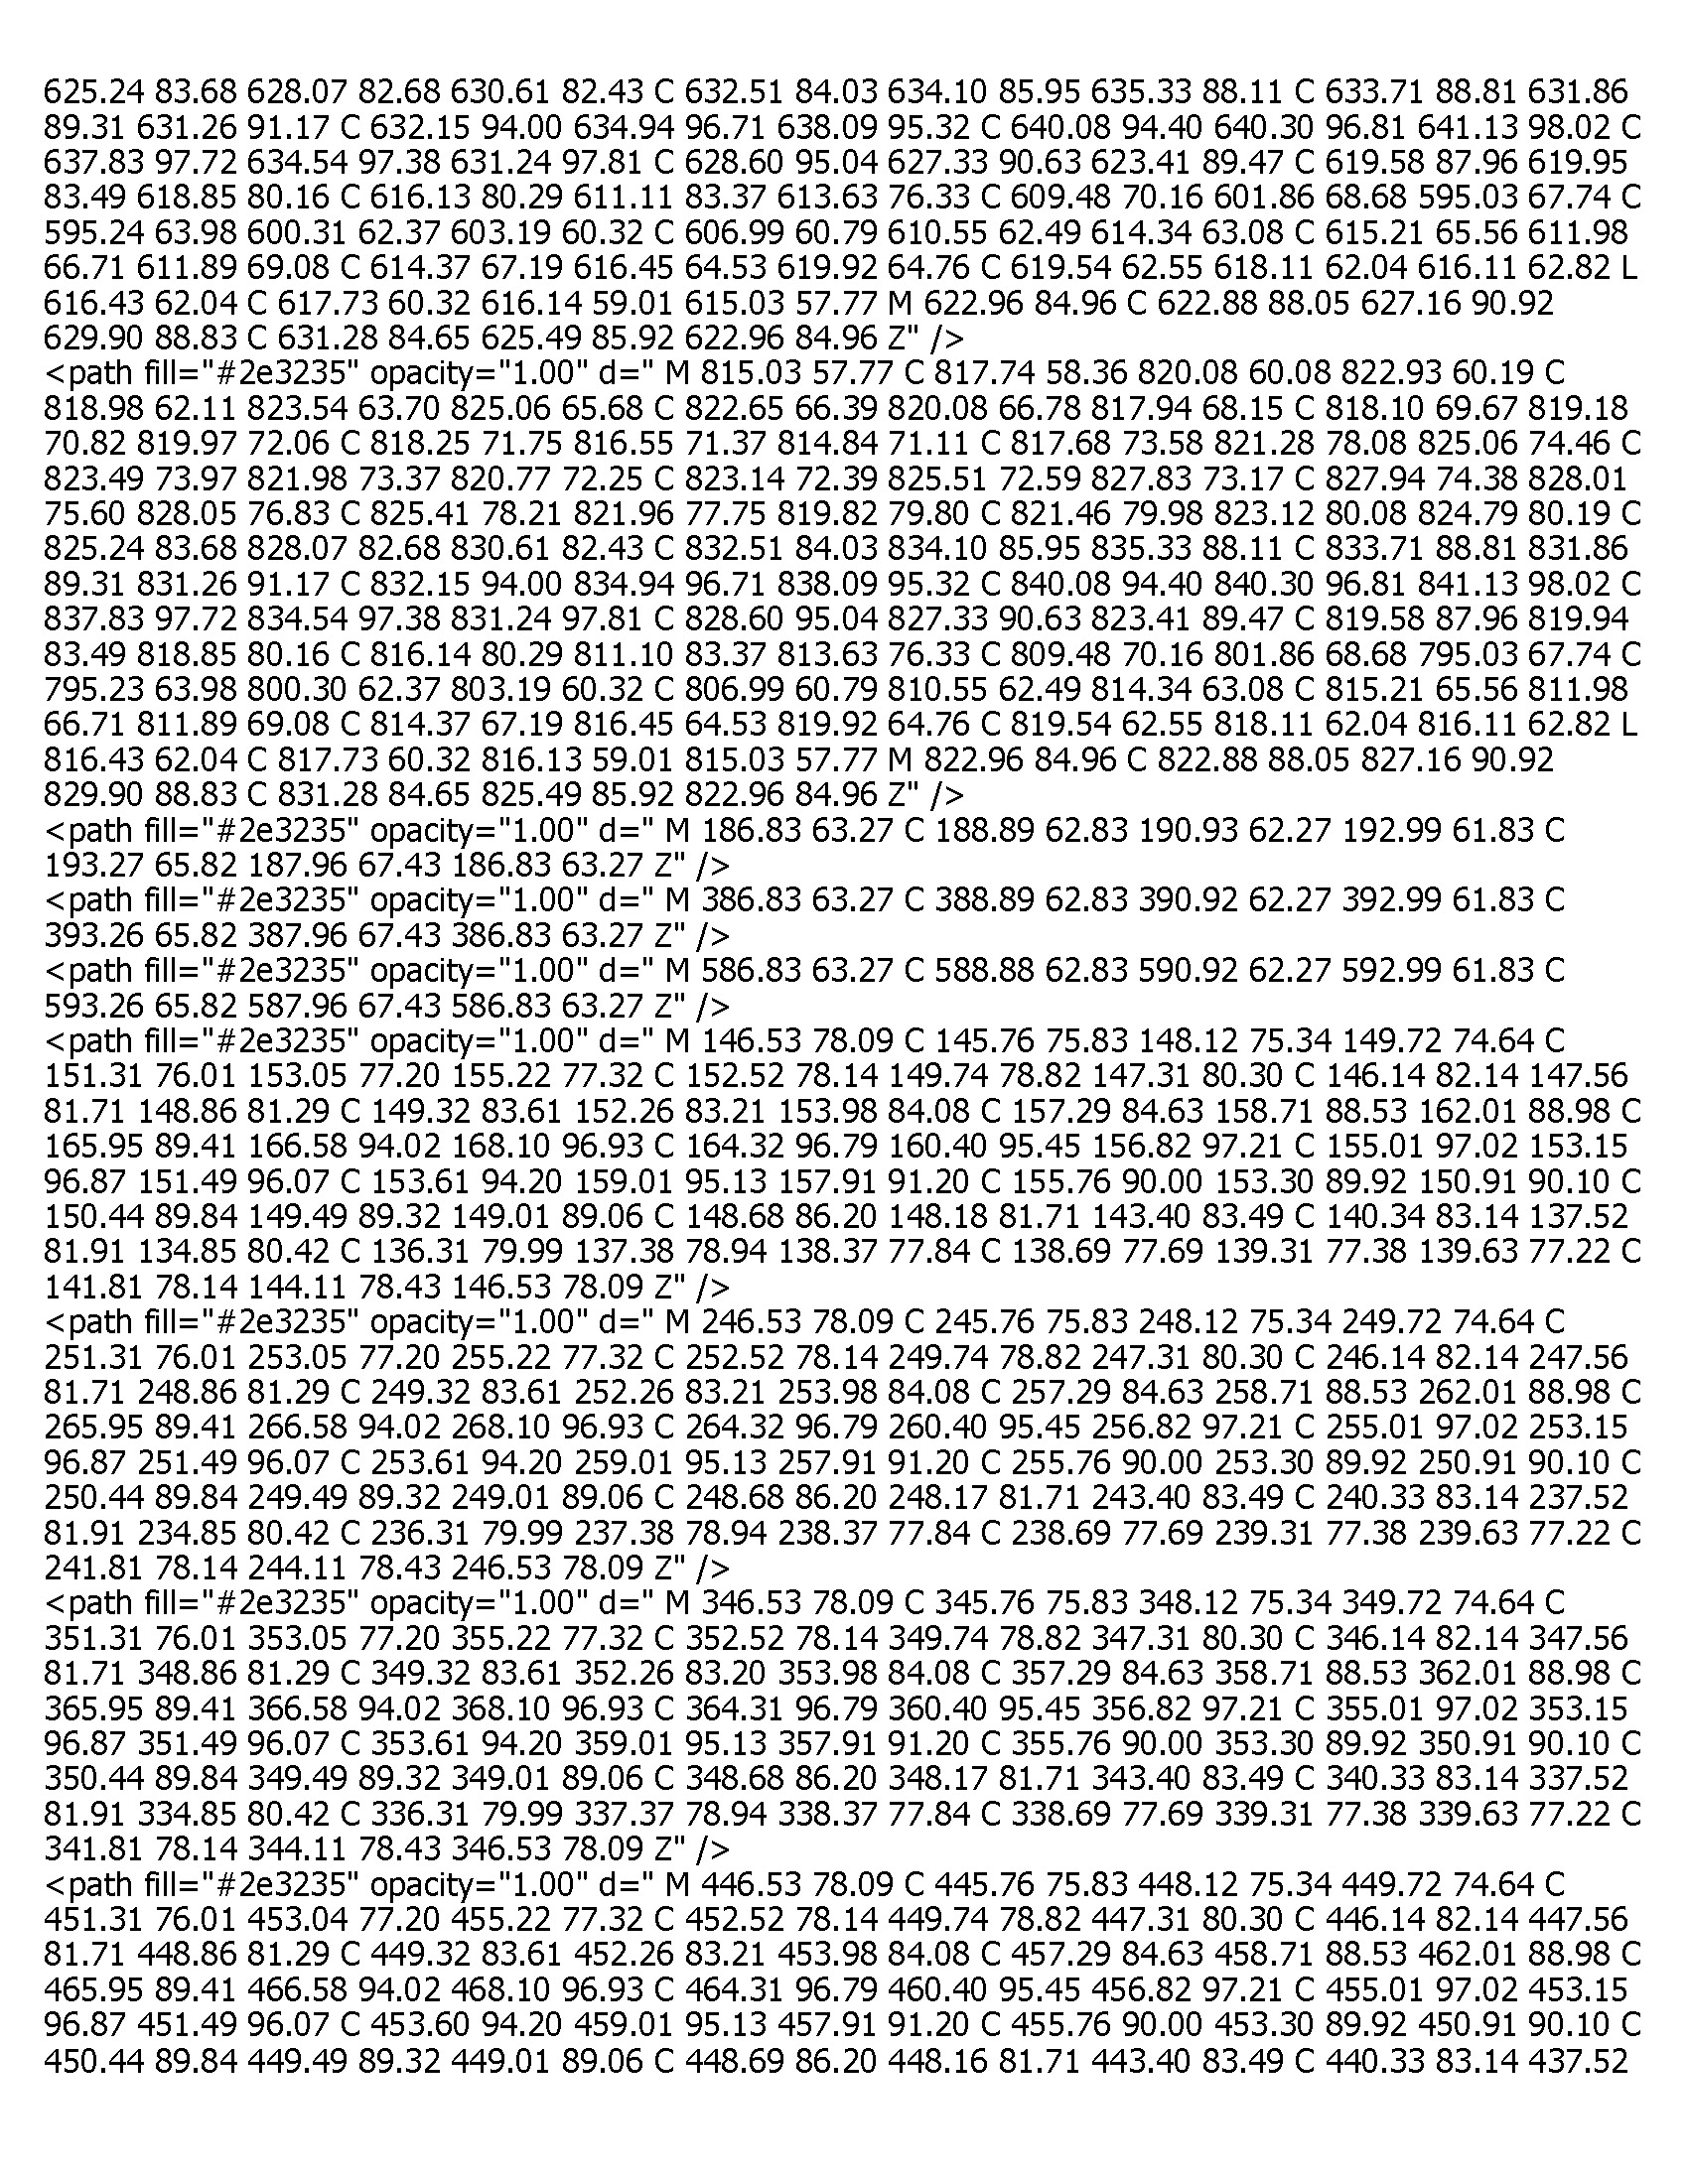 625.24 83.68 628.07 82.68 630.61 82.43 C 632.51 84.03 634.10 85.95 635.33 88.11 C 633.71 88.81 631.86
89.31 631.26 91.17 C 632.15 94.00 634.94 96.71 638.09 95.32 C 640.08 94.40 640.30 96.81 641.13 98.02 C
637.83 97.72 634.54 97.38 631.24 97.81 C 628.60 95.04 627.33 90.63 623.41 89.47 C 619.58 87.96 619.95
83.49 618.85 80.16 C 616.13 80.29 611.11 83.37 613.63 76.33 C 609.48 70.16 601.86 68.68 595.03 67.74 C
595.24 63.98 600.31 62.37 603.19 60.32 C 606.99 60.79 610.55 62.49 614.34 63.08 C 615.21 65.56 611.98
66.71 611.89 69.08 C 614.37 67.19 616.45 64.53 619.92 64.76 C 619.54 62.55 618.11 62.04 616.11 62.82 L
616.43 62.04 C 617.73 60.32 616.14 59.01 615.03 57.77 M 622.96 84.96 C 622.88 88.05 627.16 90.92
629.90 88.83 C 631.28 84.65 625.49 85.92 622.96 84.96 Z" />
<path fill="#2e3235" opacity="1.00" d=" M 815.03 57.77 C 817.74 58.36 820.08 60.08 822.93 60.19 C
818.98 62.11 823.54 63.70 825.06 65.68 C 822.65 66.39 820.08 66.78 817.94 68.15 C 818.10 69.67 819.18
70.82 819.97 72.06 C 818.25 71.75 816.55 71.37 814.84 71.11 C 817.68 73.58 821.28 78.08 825.06 74.46 C
823.49 73.97 821.98 73.37 820.77 72.25 C 823.14 72.39 825.51 72.59 827.83 73.17 C 827.94 74.38 828.01
75.60 828.05 76.83 C 825.41 78.21 821.96 77.75 819.82 79.80 C 821.46 79.98 823.12 80.08 824.79 80.19 C
825.24 83.68 828.07 82.68 830.61 82.43 C 832.51 84.03 834.10 85.95 835.33 88.11 C 833.71 88.81 831.86
89.31 831.26 91.17 C 832.15 94.00 834.94 96.71 838.09 95.32 C 840.08 94.40 840.30 96.81 841.13 98.02 C
837.83 97.72 834.54 97.38 831.24 97.81 C 828.60 95.04 827.33 90.63 823.41 89.47 C 819.58 87.96 819.94
83.49 818.85 80.16 C 816.14 80.29 811.10 83.37 813.63 76.33 C 809.48 70.16 801.86 68.68 795.03 67.74 C
795.23 63.98 800.30 62.37 803.19 60.32 C 806.99 60.79 810.55 62.49 814.34 63.08 C 815.21 65.56 811.98
66.71 811.89 69.08 C 814.37 67.19 816.45 64.53 819.92 64.76 C 819.54 62.55 818.11 62.04 816.11 62.82 L
816.43 62.04 C 817.73 60.32 816.13 59.01 815.03 57.77 M 822.96 84.96 C 822.88 88.05 827.16 90.92
829.90 88.83 C 831.28 84.65 825.49 85.92 822.96 84.96 Z" />
<path fill="#2e3235" opacity="1.00" d=" M 186.83 63.27 C 188.89 62.83 190.93 62.27 192.99 61.83 C
193.27 65.82 187.96 67.43 186.83 63.27 Z" />
<path fill="#2e3235" opacity="1.00" d=" M 386.83 63.27 C 388.89 62.83 390.92 62.27 392.99 61.83 C
393.26 65.82 387.96 67.43 386.83 63.27 Z" />
<path fill="#2e3235" opacity="1.00" d=" M 586.83 63.27 C 588.88 62.83 590.92 62.27 592.99 61.83 C
593.26 65.82 587.96 67.43 586.83 63.27 Z" />
<path fill="#2e3235" opacity="1.00" d=" M 146.53 78.09 C 145.76 75.83 148.12 75.34 149.72 74.64 C
151.31 76.01 153.05 77.20 155.22 77.32 C 152.52 78.14 149.74 78.82 147.31 80.30 C 146.14 82.14 147.56
81.71 148.86 81.29 C 149.32 83.61 152.26 83.21 153.98 84.08 C 157.29 84.63 158.71 88.53 162.01 88.98 C
165.95 89.41 166.58 94.02 168.10 96.93 C 164.32 96.79 160.40 95.45 156.82 97.21 C 155.01 97.02 153.15
96.87 151.49 96.07 C 153.61 94.20 159.01 95.13 157.91 91.20 C 155.76 90.00 153.30 89.92 150.91 90.10 C
150.44 89.84 149.49 89.32 149.01 89.06 C 148.68 86.20 148.18 81.71 143.40 83.49 C 140.34 83.14 137.52
81.91 134.85 80.42 C 136.31 79.99 137.38 78.94 138.37 77.84 C 138.69 77.69 139.31 77.38 139.63 77.22 C
141.81 78.14 144.11 78.43 146.53 78.09 Z" />
<path fill="#2e3235" opacity="1.00" d=" M 246.53 78.09 C 245.76 75.83 248.12 75.34 249.72 74.64 C
251.31 76.01 253.05 77.20 255.22 77.32 C 252.52 78.14 249.74 78.82 247.31 80.30 C 246.14 82.14 247.56
81.71 248.86 81.29 C 249.32 83.61 252.26 83.21 253.98 84.08 C 257.29 84.63 258.71 88.53 262.01 88.98 C
265.95 89.41 266.58 94.02 268.10 96.93 C 264.32 96.79 260.40 95.45 256.82 97.21 C 255.01 97.02 253.15
96.87 251.49 96.07 C 253.61 94.20 259.01 95.13 257.91 91.20 C 255.76 90.00 253.30 89.92 250.91 90.10 C
250.44 89.84 249.49 89.32 249.01 89.06 C 248.68 86.20 248.17 81.71 243.40 83.49 C 240.33 83.14 237.52
81.91 234.85 80.42 C 236.31 79.99 237.38 78.94 238.37 77.84 C 238.69 77.69 239.31 77.38 239.63 77.22 C
241.81 78.14 244.11 78.43 246.53 78.09 Z" />
<path fill="#2e3235" opacity="1.00" d=" M 346.53 78.09 C 345.76 75.83 348.12 75.34 349.72 74.64 C
351.31 76.01 353.05 77.20 355.22 77.32 C 352.52 78.14 349.74 78.82 347.31 80.30 C 346.14 82.14 347.56
81.71 348.86 81.29 C 349.32 83.61 352.26 83.20 353.98 84.08 C 357.29 84.63 358.71 88.53 362.01 88.98 C
365.95 89.41 366.58 94.02 368.10 96.93 C 364.31 96.79 360.40 95.45 356.82 97.21 C 355.01 97.02 353.15
96.87 351.49 96.07 C 353.61 94.20 359.01 95.13 357.91 91.20 C 355.76 90.00 353.30 89.92 350.91 90.10 C
350.44 89.84 349.49 89.32 349.01 89.06 C 348.68 86.20 348.17 81.71 343.40 83.49 C 340.33 83.14 337.52
81.91 334.85 80.42 C 336.31 79.99 337.37 78.94 338.37 77.84 C 338.69 77.69 339.31 77.38 339.63 77.22 C
341.81 78.14 344.11 78.43 346.53 78.09 Z" />
<path fill="#2e3235" opacity="1.00" d=" M 446.53 78.09 C 445.76 75.83 448.12 75.34 449.72 74.64 C
451.31 76.01 453.04 77.20 455.22 77.32 C 452.52 78.14 449.74 78.82 447.31 80.30 C 446.14 82.14 447.56
81.71 448.86 81.29 C 449.32 83.61 452.26 83.21 453.98 84.08 C 457.29 84.63 458.71 88.53 462.01 88.98 C
465.95 89.41 466.58 94.02 468.10 96.93 C 464.31 96.79 460.40 95.45 456.82 97.21 C 455.01 97.02 453.15
96.87 451.49 96.07 C 453.60 94.20 459.01 95.13 457.91 91.20 C 455.76 90.00 453.30 89.92 450.91 90.10 C
450.44 89.84 449.49 89.32 449.01 89.06 C 448.69 86.20 448.16 81.71 443.40 83.49 C 440.33 83.14 437.52